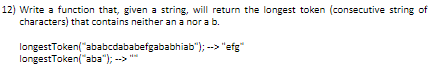 12) Write a function that, given a string, will return the longest token (consecutive string of
characters) that contains neither an a nor a b.
longestToken("ababcdababefgababhiab"); --> "efg"
longestToken("aba"); --> ""